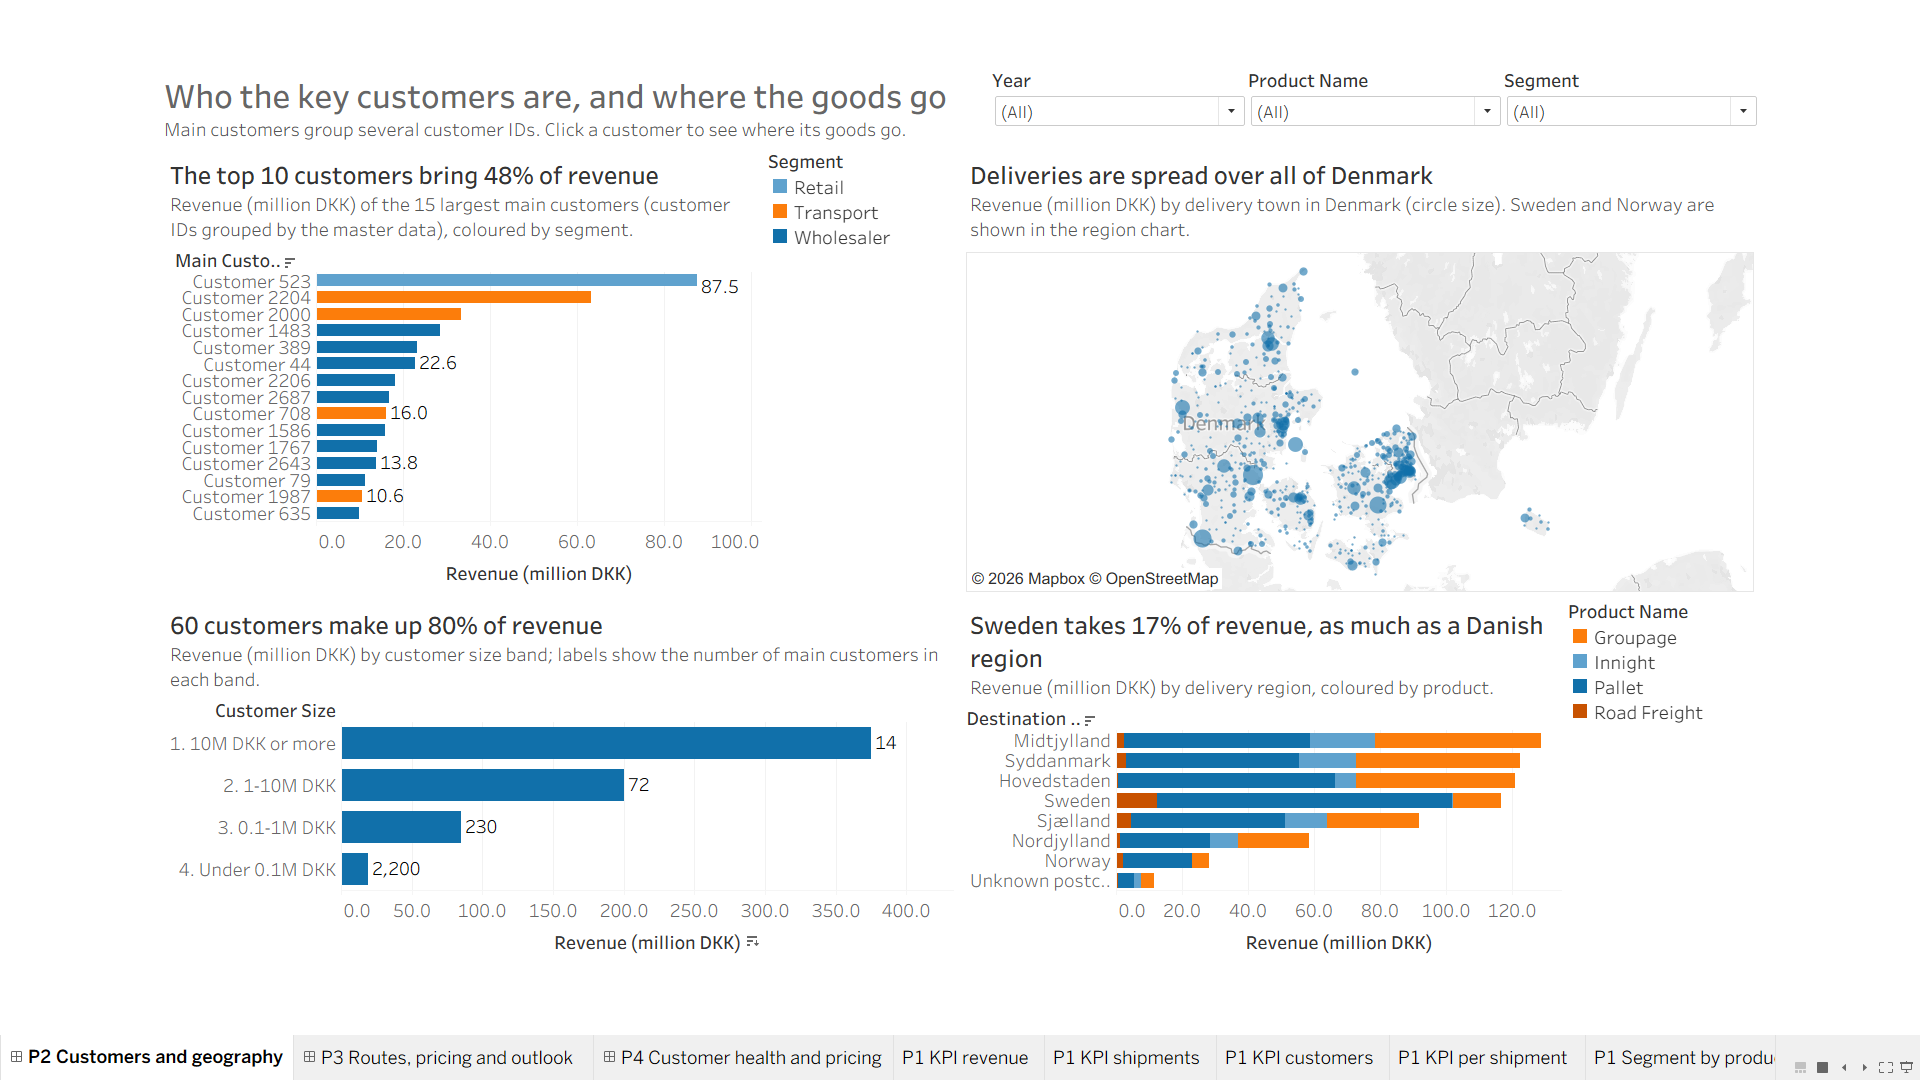 Who the key customers are, and where the goods go
Main customers group several customer IDs. Click a customer to see where its goods go.
Year
Product Name
Segment
(All)
(All)
(All)
The top 10 customers bring 48% of revenue
Revenue (million DKK) of the 15 largest main customers (customer
IDs grouped by the master data), coloured by segment.
Segment
Retail
Transport
Wholesaler
Main Custo..
Customer 523
87.5
Customer 2204
Customer 2000
Customer 1483
Customer 389
Customer 44
22.6
Customer 2206
Customer 2687
Customer 708
16.0
Customer 1586
Customer 1767
Customer 2643
13.8
Customer 79
Customer 1987
10.6
Customer 635
0.0
20.0
40.0
60.0
80.0
100.0
Revenue (million DKK)
Deliveries are spread over all of Denmark
Revenue (million DKK) by delivery town in Denmark (circle size). Sweden and Norway are
shown in the region chart.
Denmark
© 2026 Mapbox © OpenStreetMap
60 customers make up 80% of revenue
Revenue (million DKK) by customer size band; labels show the number of main customers in
each band.
Customer Size
1. 10M DKK or more
14
2. 1-10M DKK
72
3. 0.1-1M DKK
230
4. Under 0.1M DKK
2,200
0.0
50.0
100.0
150.0
200.0
250.0
300.0
350.0
400.0
Revenue (million DKK)
Sweden takes 17% of revenue, as much as a Danish
region
Revenue (million DKK) by delivery region, coloured by product.
Product Name
Groupage
Innight
Pallet
Road Freight
Destination ..
Midtjylland
Syddanmark
Hovedstaden
Sweden
Sjælland
Nordjylland
Norway
Unknown postc..
0.0
20.0
40.0
60.0
80.0
100.0
120.0
Revenue (million DKK)
P2 Customers and geography
P3 Routes, pricing and outlook
P4 Customer health and pricing
P1 KPI revenue
P1 KPI shipments
P1 KPI customers
P1 KPI per shipment
P1 Segment by produ